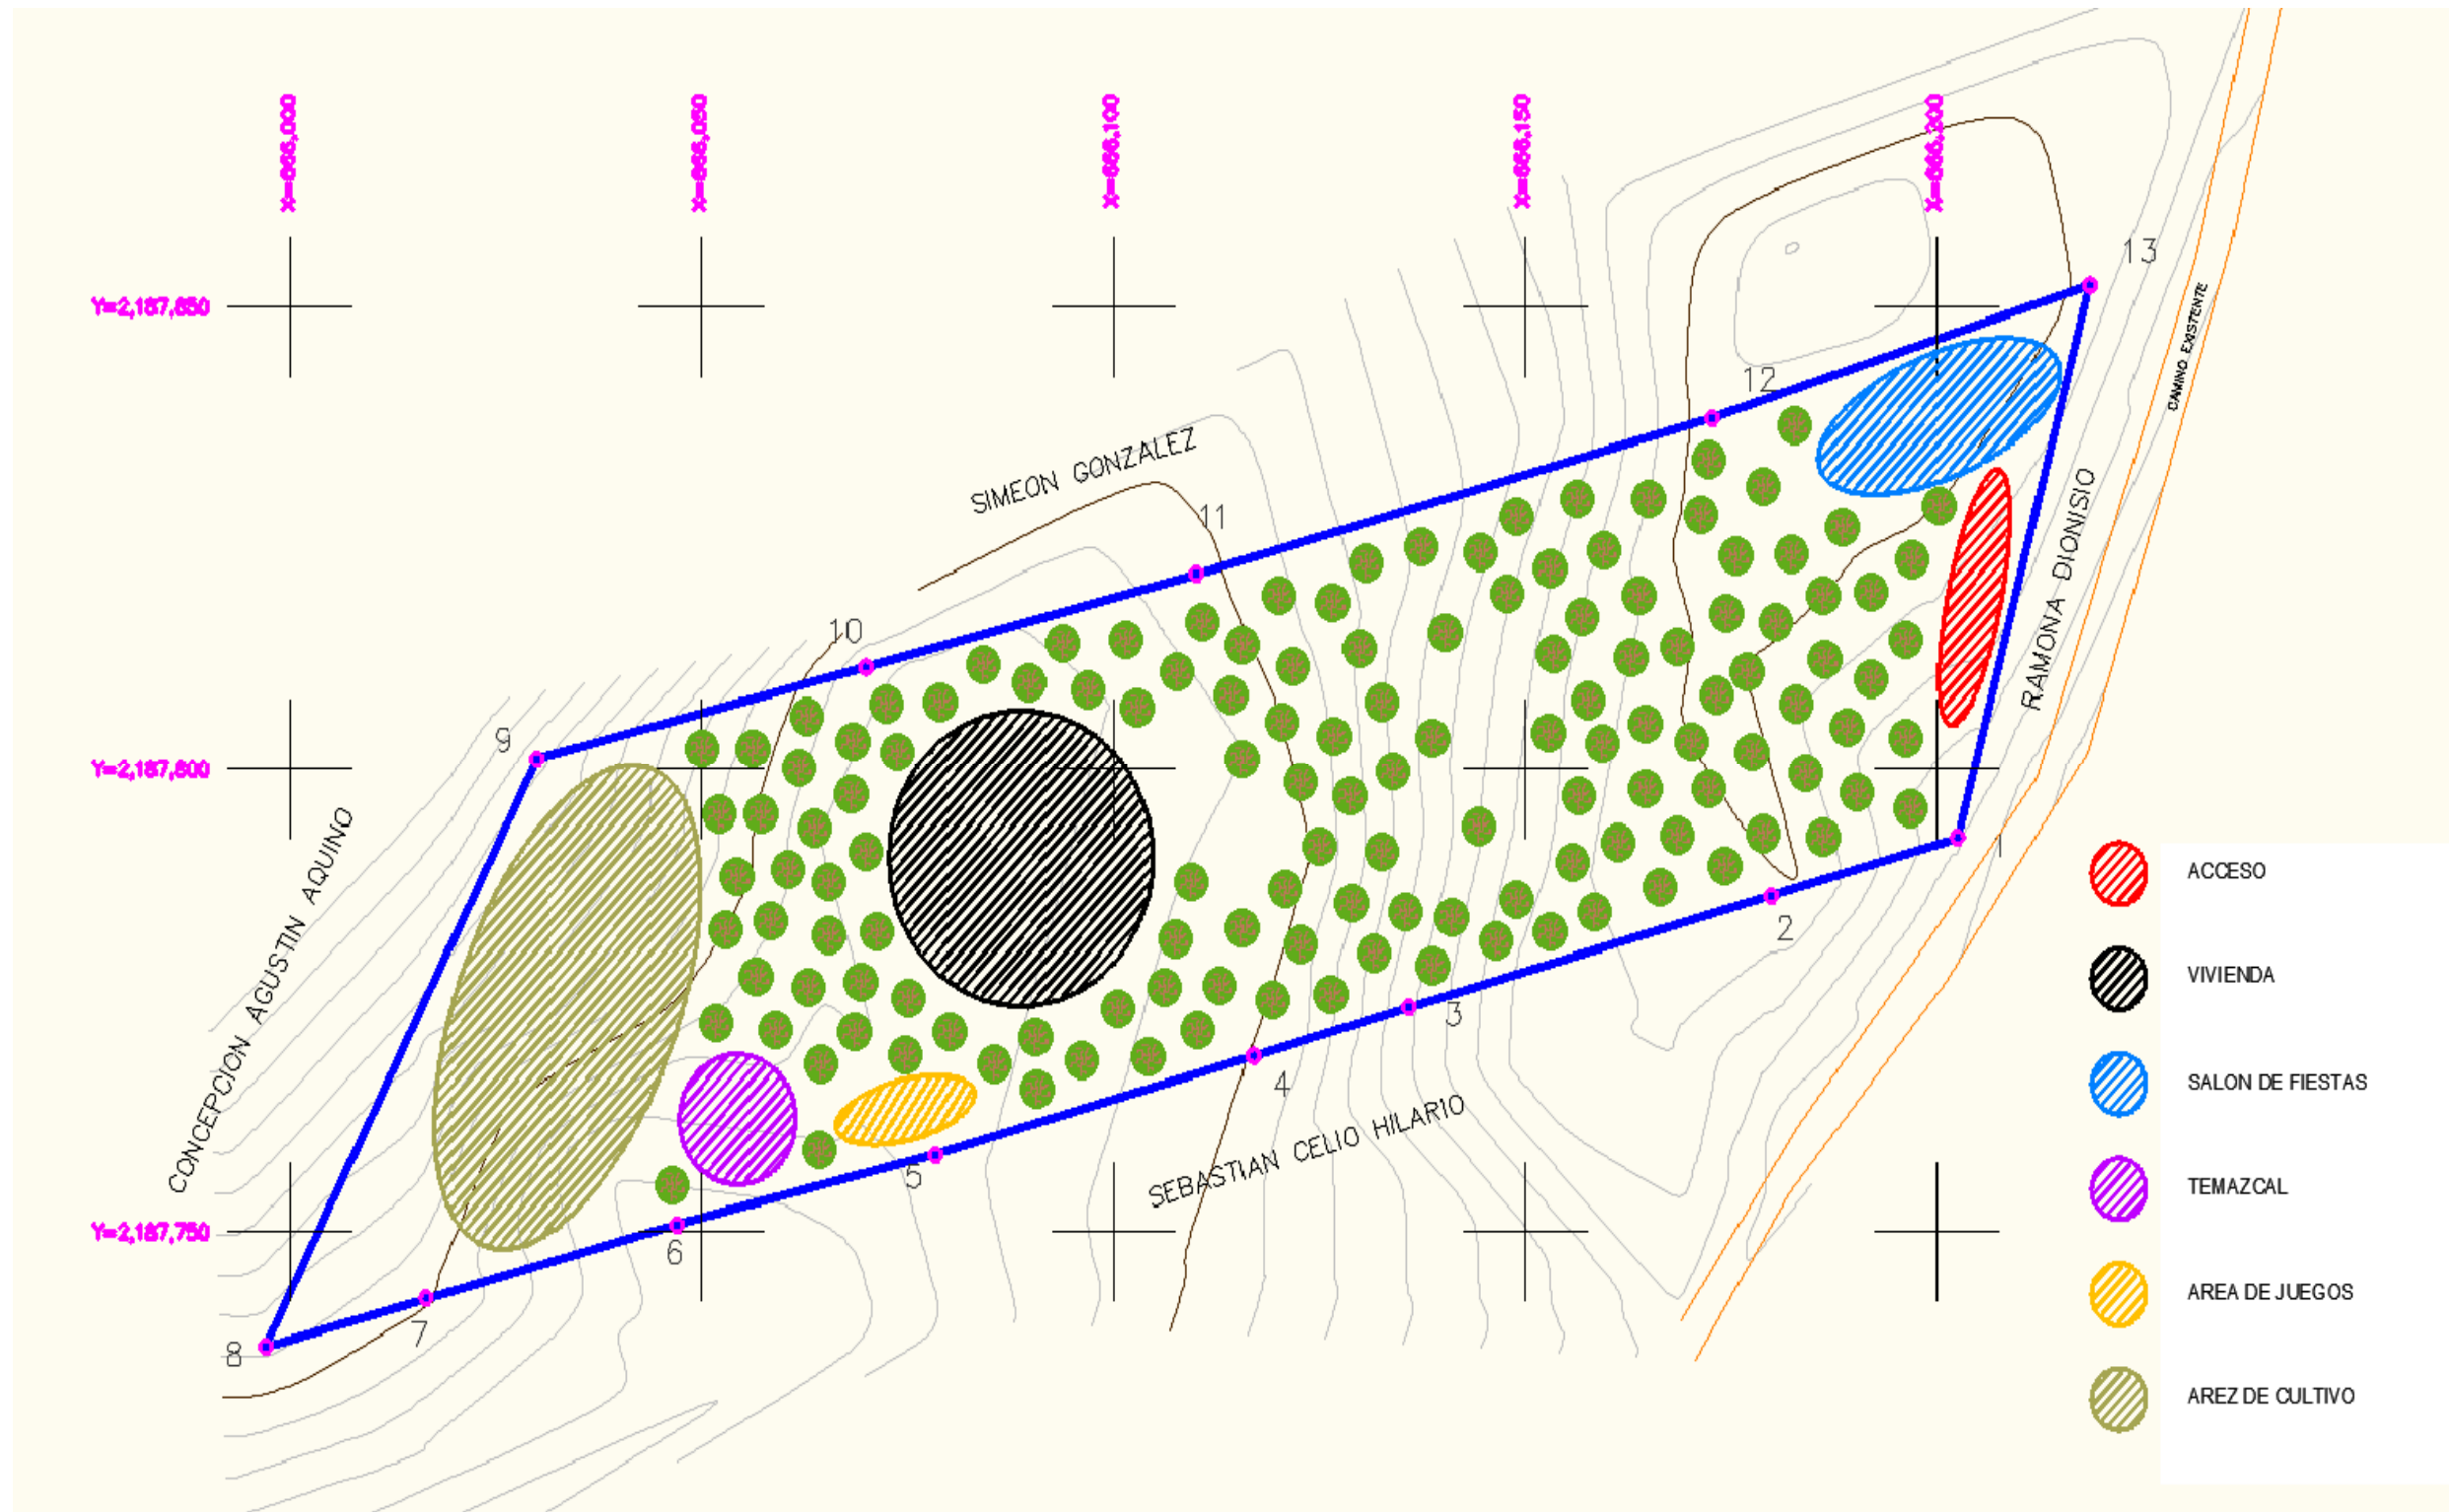 13
CAMINO EXISTENTE
Y=2,187,850
12
SIMEON GONZALEZ
11
RAMONA DIONISIO
10
9
Y=2,187,800
CONCEPCION AGUSTIN AQUINO
1
2
3
4
SEBASTIAN CELIO HILARIO
5
Y=2,187,750
6
7
8
ACCESO
VIVIENDA
SALON DE FIESTAS
TEMAZCAL
AREA DE JUEGOS
AREZ DE CULTIVO